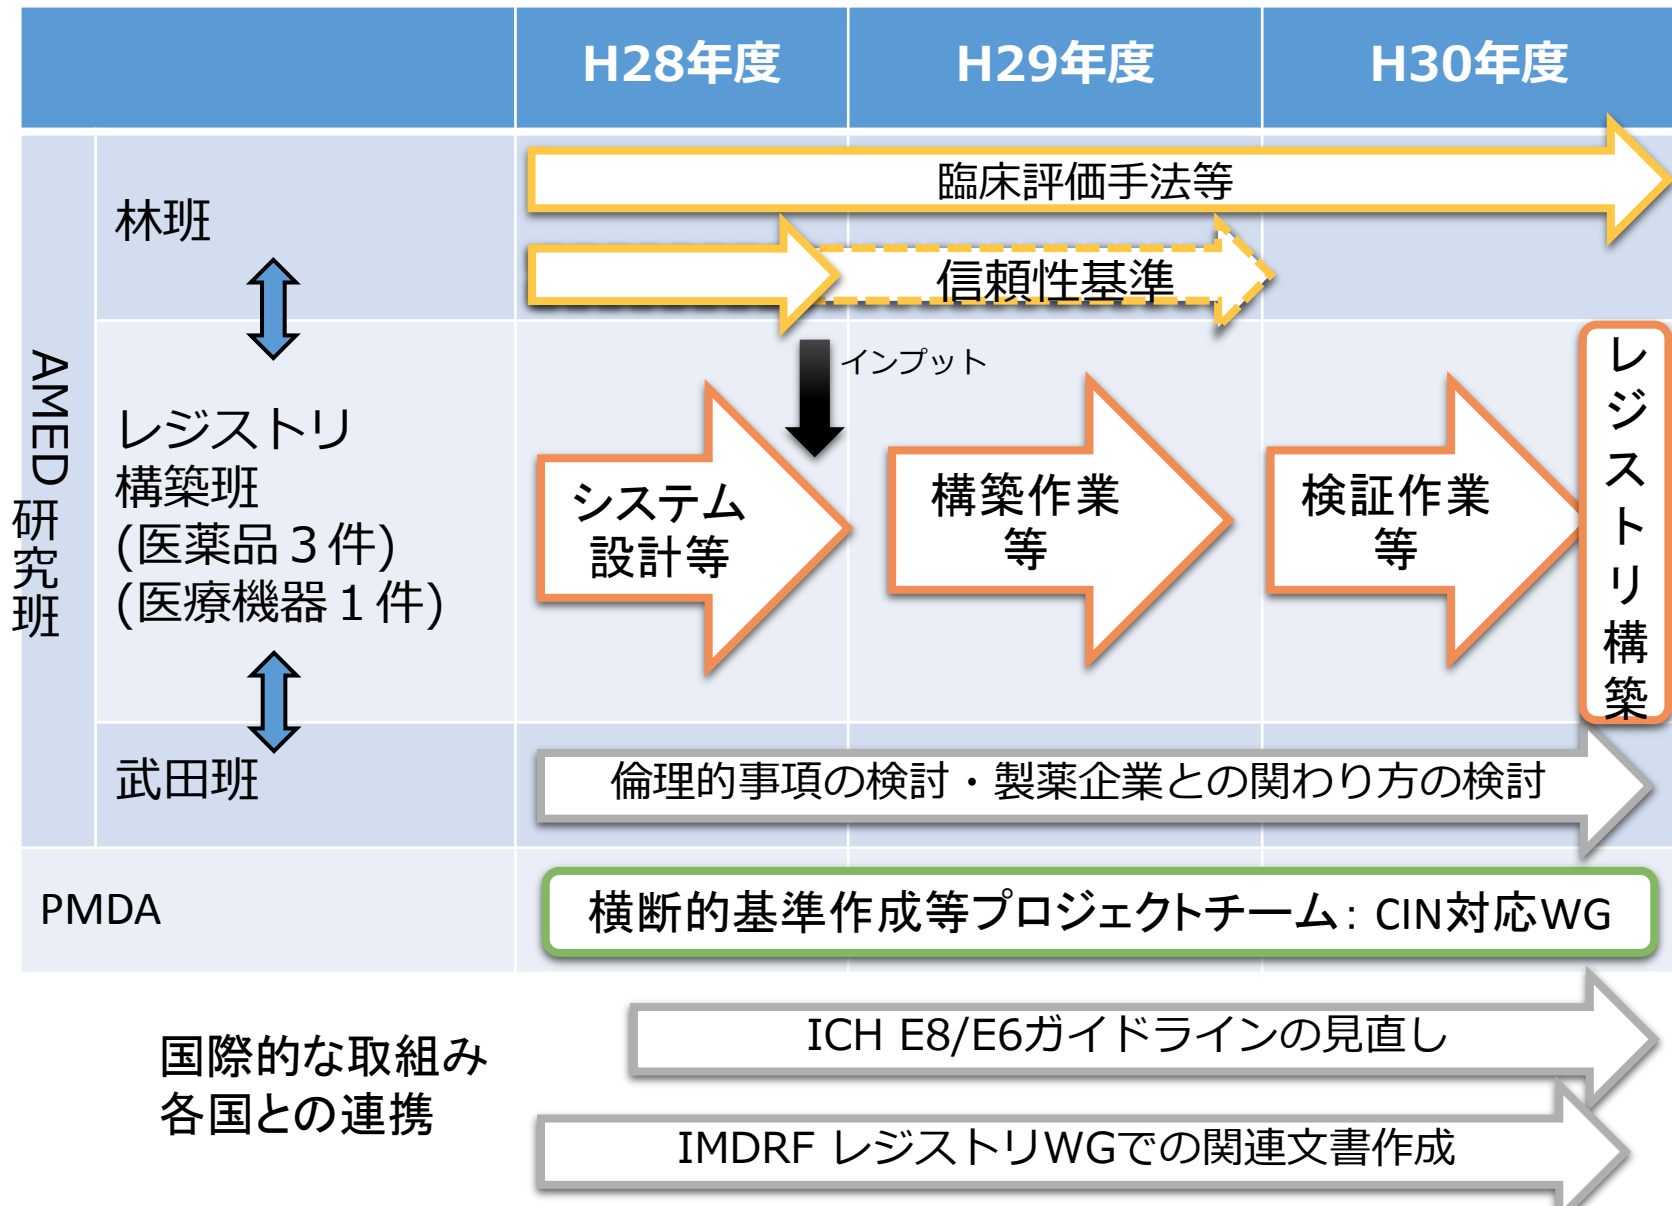 H28年度
H29年度
H30年度
AMED 研究班
林班
臨床評価手法等
信頼性基準
インプット
レジストリ
構築班
(医薬品３件)
(医療機器１件)
システム
設計等
構築作業
等
検証作業
等
レジストリ構築
武田班
倫理的事項の検討・製薬企業との関わり方の検討
PMDA
横断的基準作成等プロジェクトチーム：CIN対応WG
国際的な取組み
各国との連携
ICH E8/E6ガイドラインの見直し
IMDRF レジストリWGでの関連文書作成